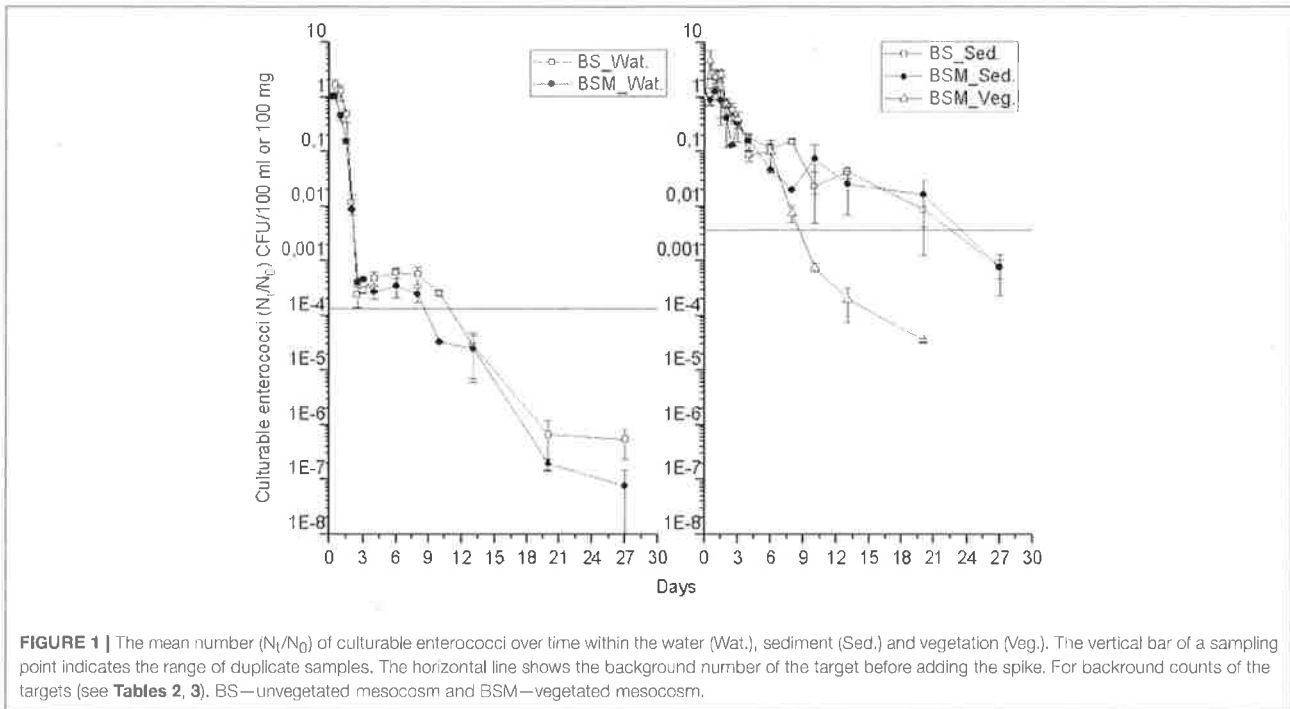 10
1
0,1
0,01
0,001
1E-4
1E-5
1E-6
1E-7
1E-8
Culturable enterococci (Nt/N0) CFU/100 ml or 100 mg
BS_Wat.
BSM_Wat.
0 3 6 9 12 15 18 21 24 27 30
10
1
0,1
0,01
0,001
1E-4
1E-5
1E-6
1E-7
1E-8
BS_Sed.
BSM_Sed.
BSM_Veg.
0 3 6 9 12 15 18 21 24 27 30
Days
FIGURE 1 | The mean number (Nt/N0) of culturable enterococci over time within the water (Wat.), sediment (Sed.) and vegetation (Veg.). The vertical bar of a sampling
point indicates the range of duplicate samples. The horizontal line shows the background number of the target before adding the spike. For backround counts of the
targets (see Tables 2, 3). BS—unvegetated mesocosm and BSM—vegetated mesocosm.